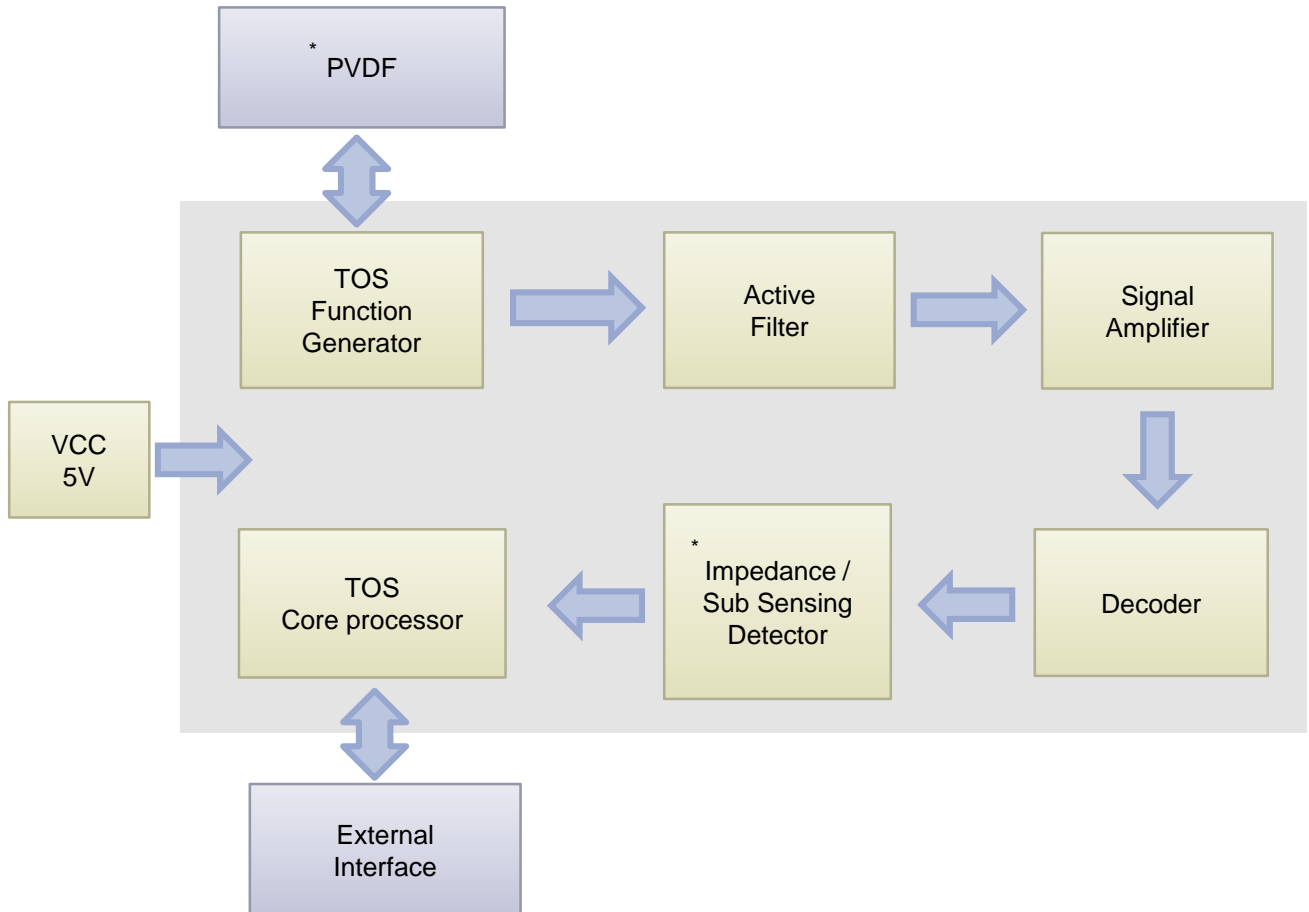 *
PVDF
TOS
Function
Generator
Active
Filter
Signal
Amplifier
VCC
5V
TOS
Core processor
*
Impedance /
Sub Sensing
Detector
Decoder
External
Interface